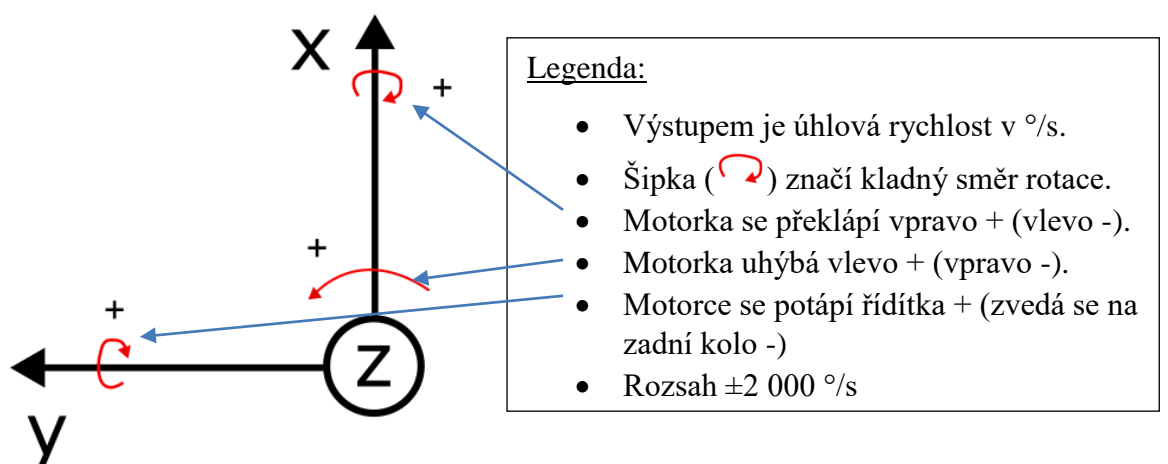 x
+
+
+
y
Z
Legenda:
• Výstupem je úhlová rychlost v °/s.
• Šipka ( ) značí kladný směr rotace.
• Motorka se překlápí vpravo + (vlevo -).
• Motorka uhýbá vlevo + (vpravo -).
• Motorce se potápí řídítka + (zvedá se na
zadní kolo -)
• Rozsah ±2 000 °/s